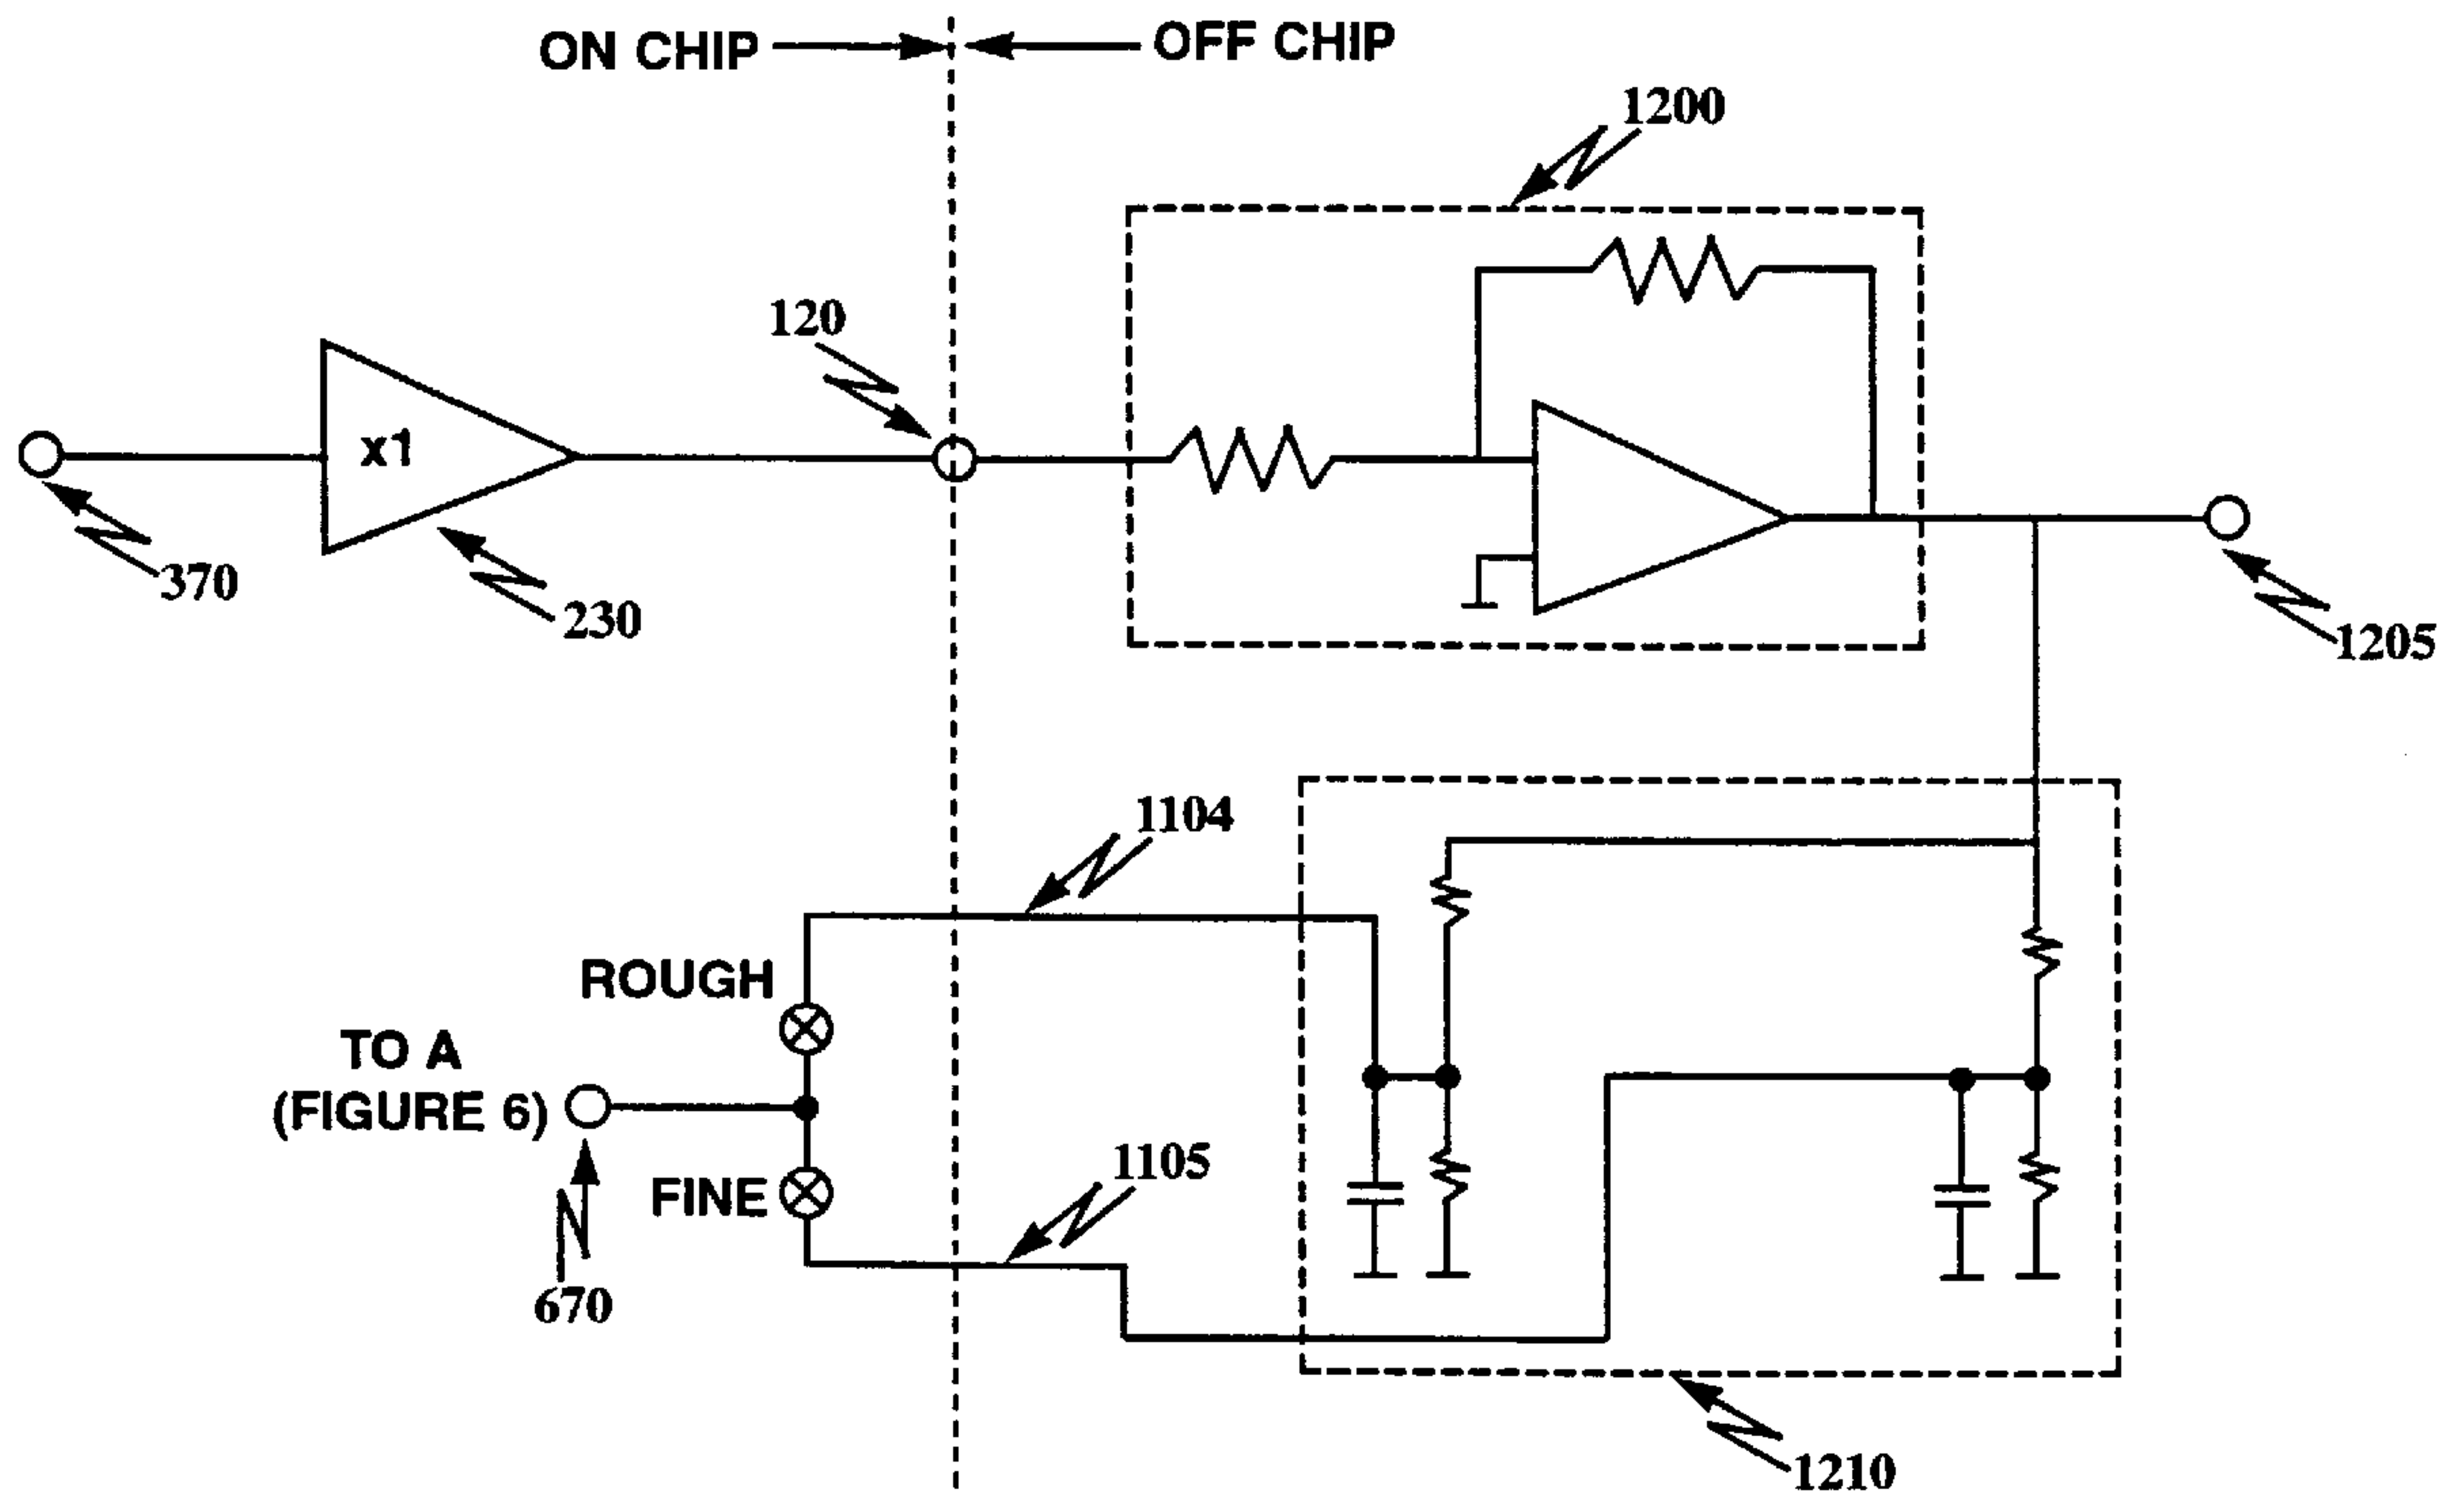 ON CHIP
OFF CHIP
1200
120
x1
370
230
1205
1104
ROUGH
TO A
(FIGURE 6)
1105
FINE
670
1210